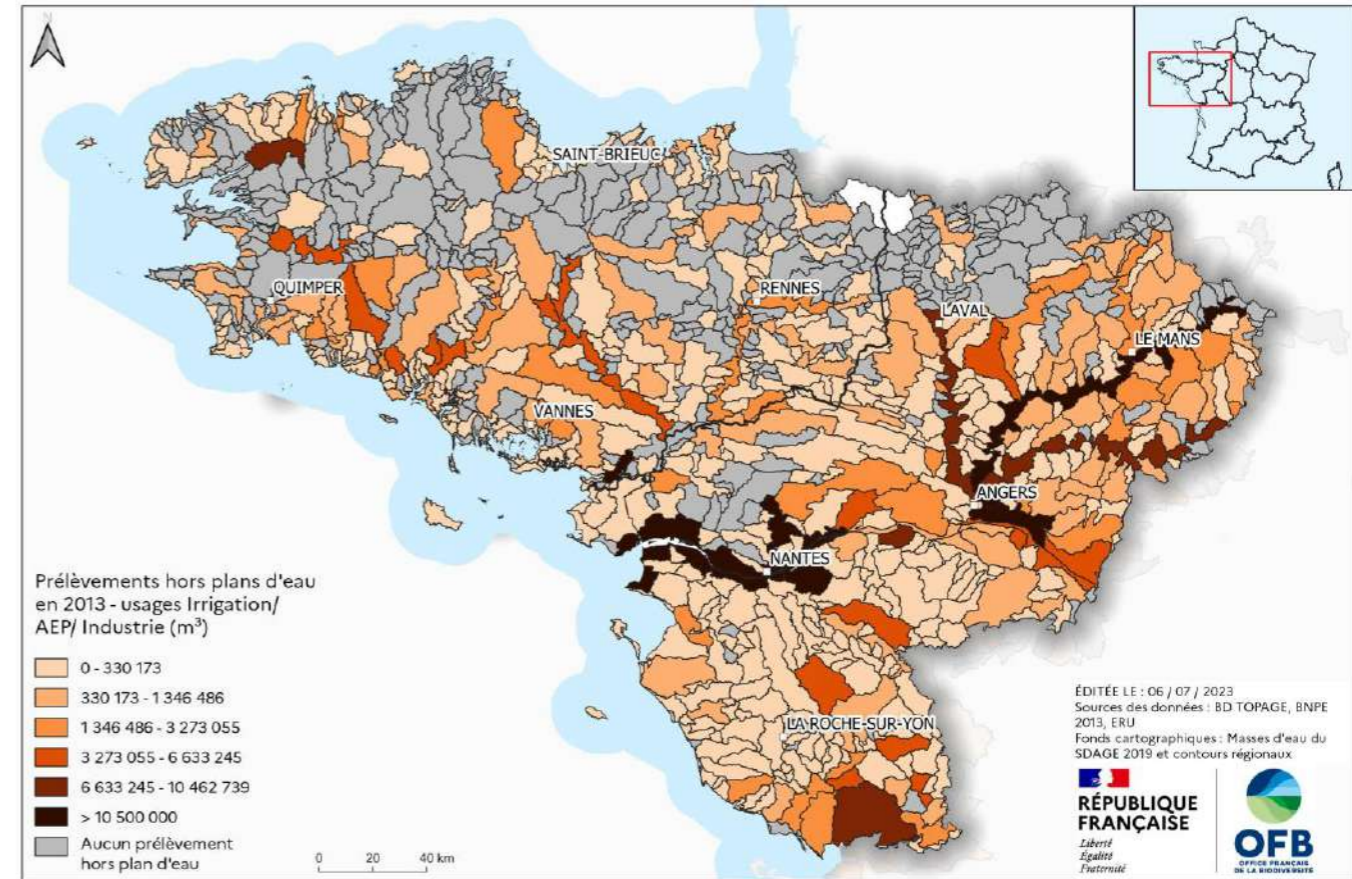 N
SAINT-BRIEUC
QUIMPER
RENNES
LAVAL
LE MANS
VANNES
ANGERS
NANTES
LA ROCHE-SUR-YON
Prélèvements hors plans d'eau
en 2013 - usages Irrigation/
AEP/ Industrie (m³)
0 - 330 173
330 173 - 1 346 486
1 346 486 - 3 273 055
3 273 055 - 6 633 245
6 633 245 - 10 462 739
> 10 500 000
Aucun prélèvement
hors plan d'eau
0 20 40 km
ÉDITÉE LE : 06 / 07 / 2023
Sources des données : BD TOPAGE, BNPE
2013, ERU
Fonds cartographiques : Masses d'eau du
SDAGE 2019 et contours régionaux
RÉPUBLIQUE
FRANÇAISE
Liberté
Égalité
Fraternité
OFB
OFFICE FRANÇAIS
DE LA BIODIVERSITÉ